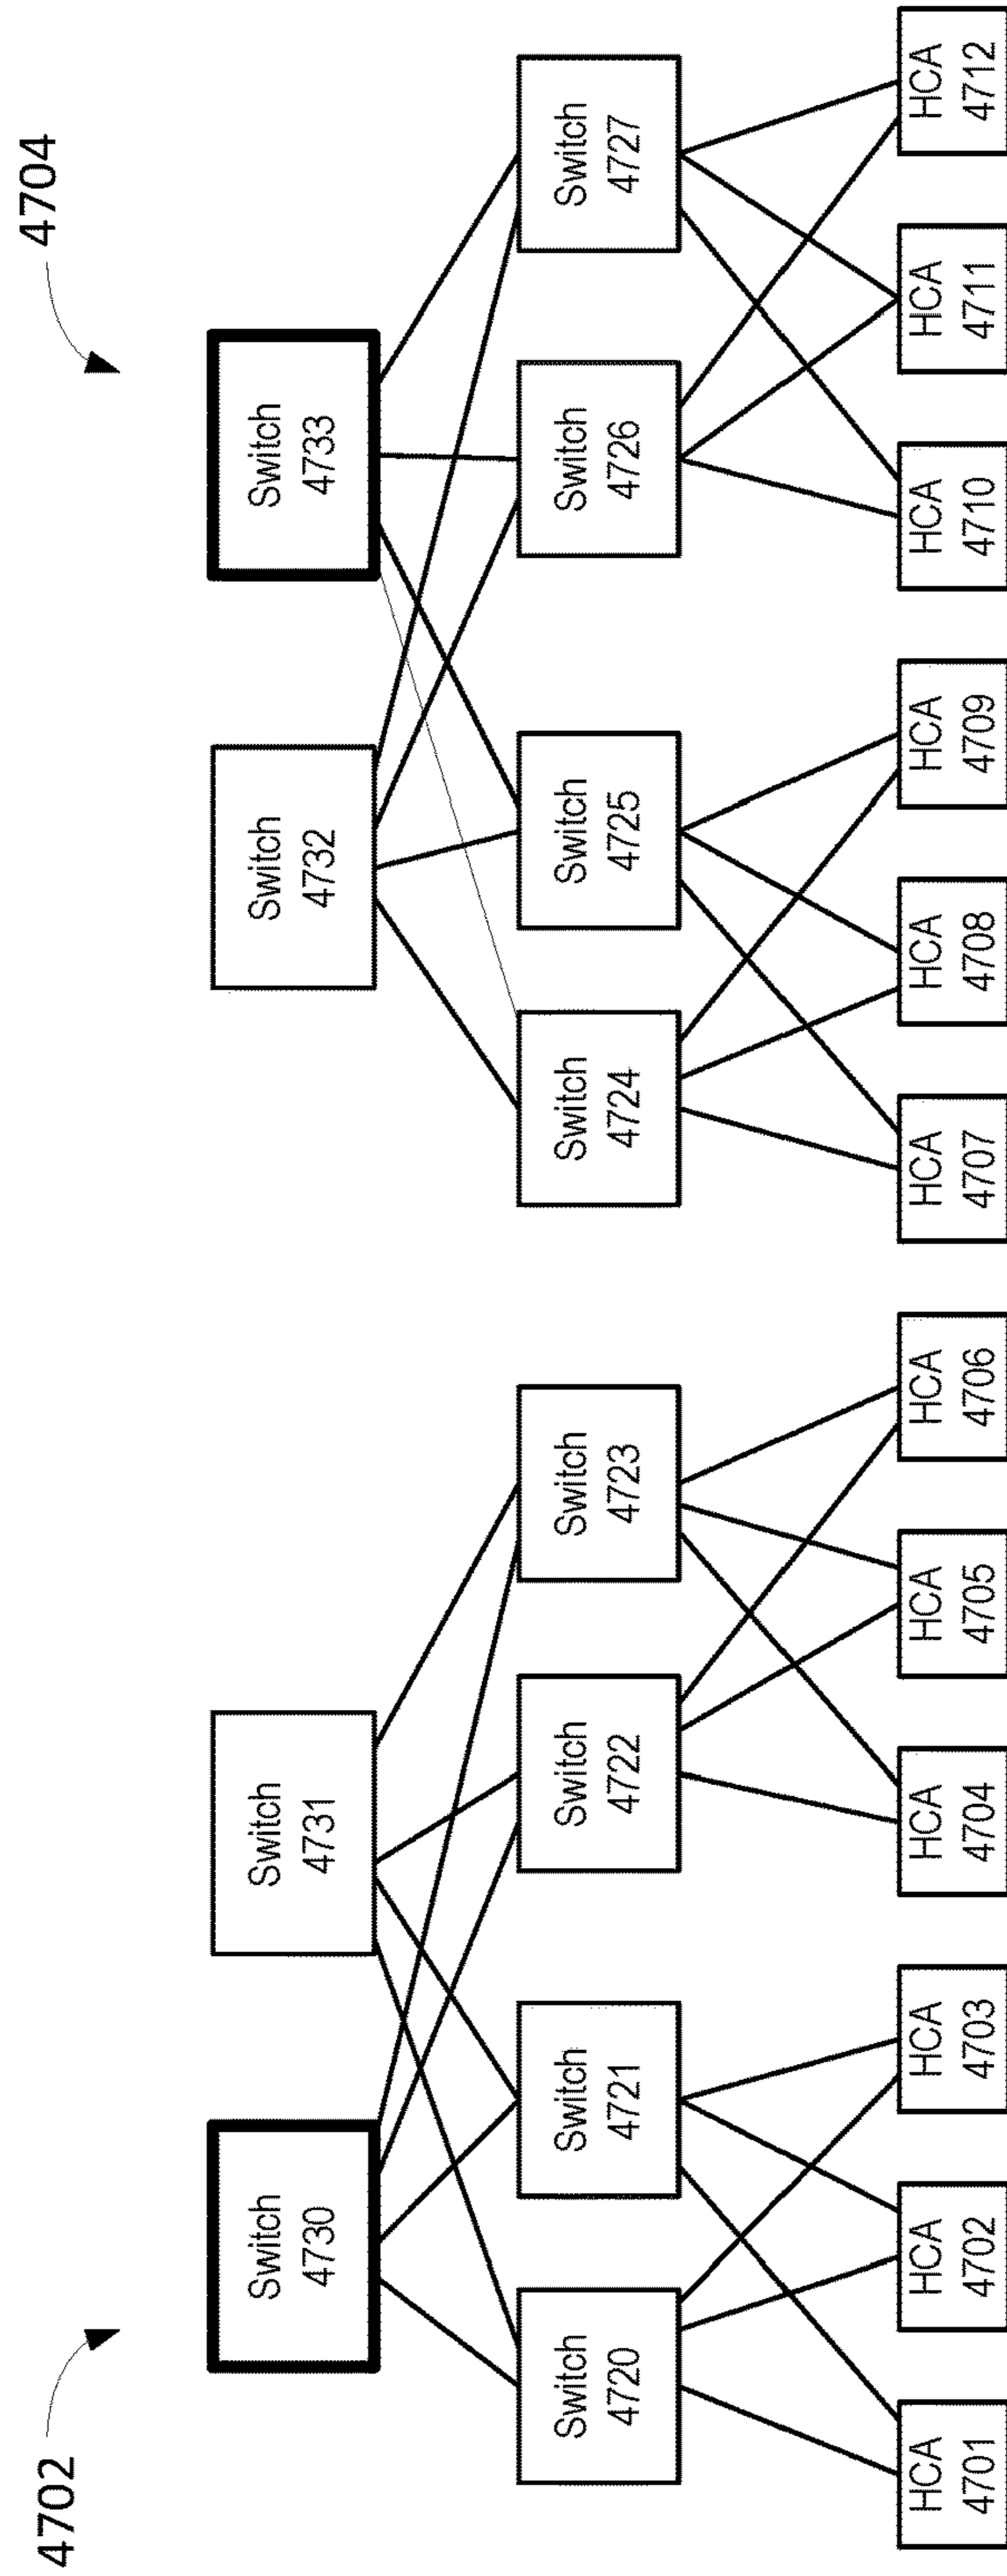 4702
4704
Switch
4730
Switch
4731
Switch
4732
Switch
4733
Switch
4720
Switch
4721
Switch
4722
Switch
4723
Switch
4724
Switch
4725
Switch
4726
Switch
4727
HCA
4701
HCA
4702
HCA
4703
HCA
4704
HCA
4705
HCA
4706
HCA
4707
HCA
4708
HCA
4709
HCA
4710
HCA
4711
HCA
4712